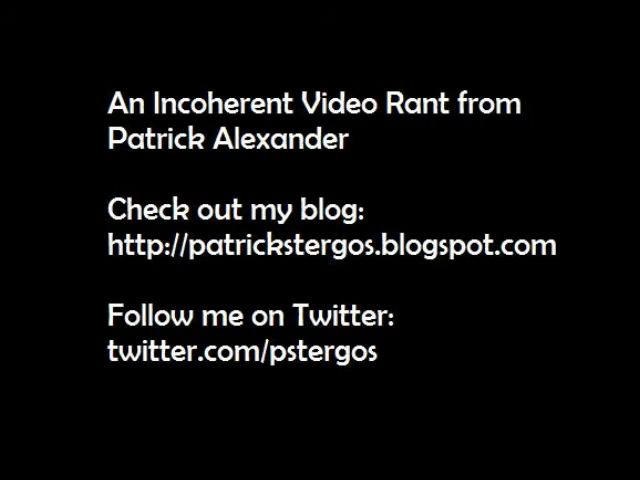 An Incoherent Video Rant from
Patrick Alexander
Check out my blog:
http://patrickstergos.blogspot.com
Follow me on Twitter:
twitter.com/pstergos